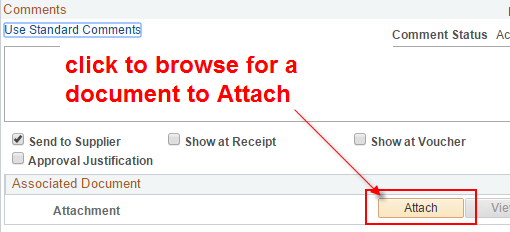 Comments
Use Standard Comments
Comment Status Ac
click to browse for a
document to Attach
Send to Supplier Show at Receipt Show at Voucher
Approval Justification
Associated Document
Attachment Attach Vie